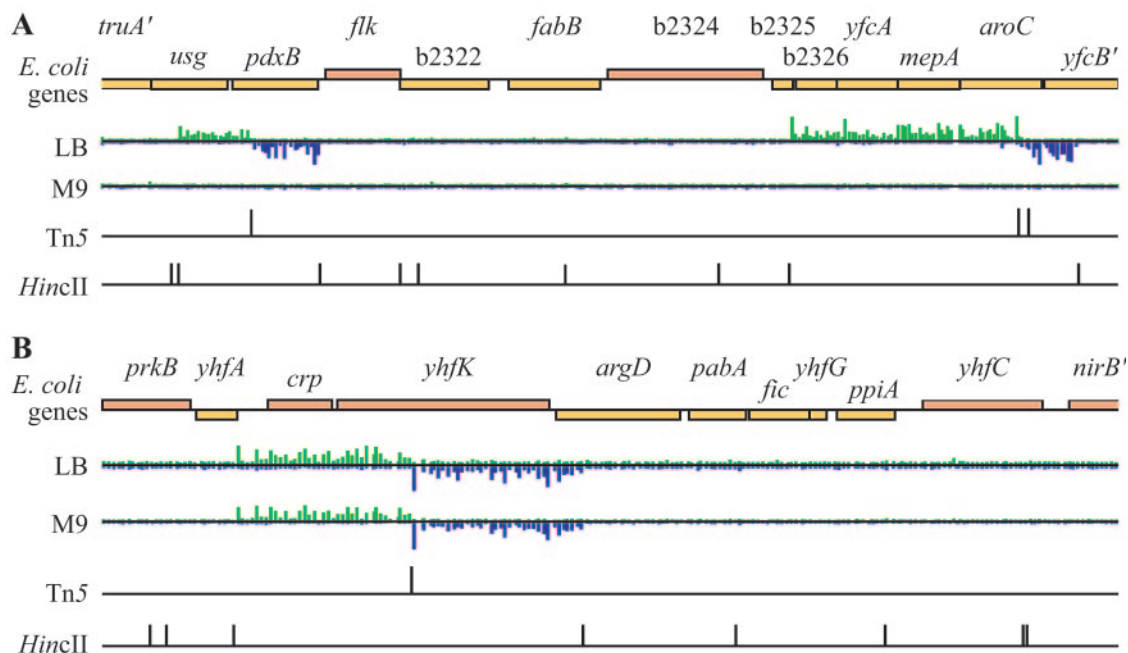 A truA' flk fabB b2324 b2325 yfcA aroC
usg pdxB b2322 b2326 mepA yfcB'
E. coli
genes
LB
M9
Tn5
HincII
B
prkB yhfA crp yhfK argD pabA yhfG yhfC nirB'
fic ppiA
E. coli
genes
LB
M9
Tn5
HincII